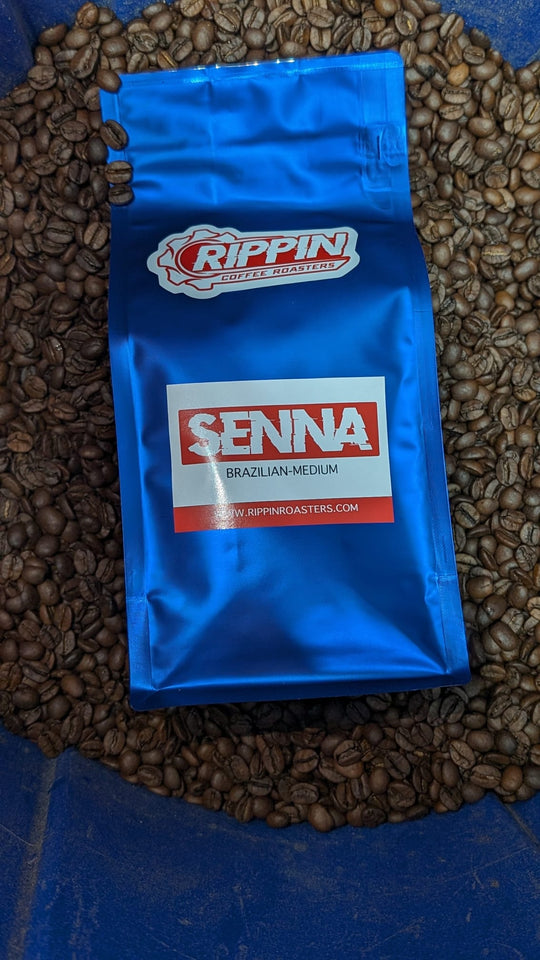 RIPPIN
COFFEE ROASTERS
SENNA
BRAZILIAN-MEDIUM
WWW.RIPPINROASTERS.COM